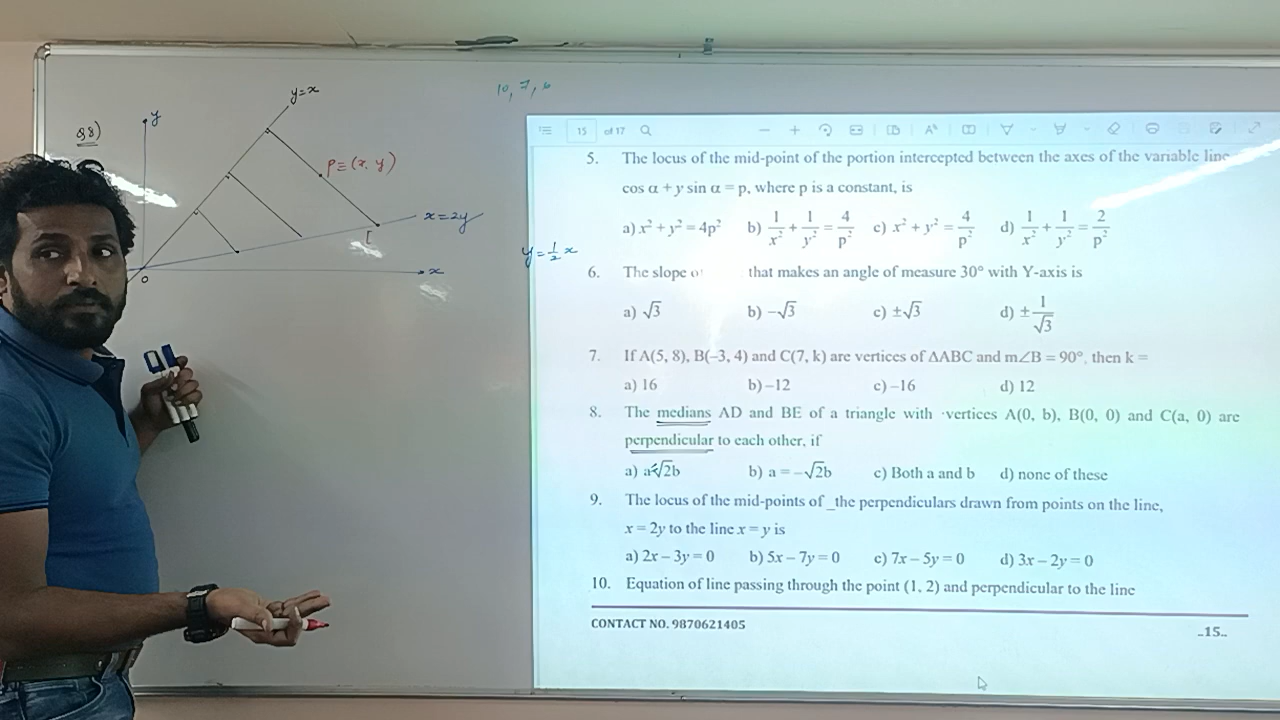 10, 7, 6
Q8)
y
y=x
P≡(x, y)
x=2y
x
O
y=1/2 x
15 of 17
5. The locus of the mid-point of the portion intercepted between the axes of the variable line
cos α + y sin α = p, where p is a constant, is
a) x² + y² = 4p² b) 1/x² + 1/y² = 4/p² c) x² + y² = 4/p² d) 1/x² + 1/y² = 2/p²
6. The slope o that makes an angle of measure 30° with Y-axis is
a) √3 b) –√3 c) ±√3 d) ± 1/√3
7. If A(5, 8), B(–3, 4) and C(7, k) are vertices of ΔABC and m∠B = 90°, then k =
a) 16 b) –12 c) –16 d) 12
8. The medians AD and BE of a triangle with vertices A(0, b), B(0, 0) and C(a, 0) are
perpendicular to each other, if
a) a=√2b b) a = –√2b c) Both a and b d) none of these
9. The locus of the mid-points of _the perpendiculars drawn from points on the line,
x = 2y to the line x = y is
a) 2x – 3y = 0 b) 5x – 7y = 0 c) 7x – 5y = 0 d) 3x – 2y = 0
10. Equation of line passing through the point (1, 2) and perpendicular to the line
CONTACT NO. 9870621405
..15..